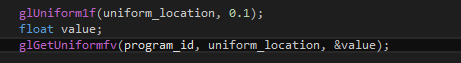 glUniform1f(uniform_location, 0.1);
float value;
glGetUniformfv(program_id, uniform_location, &value);